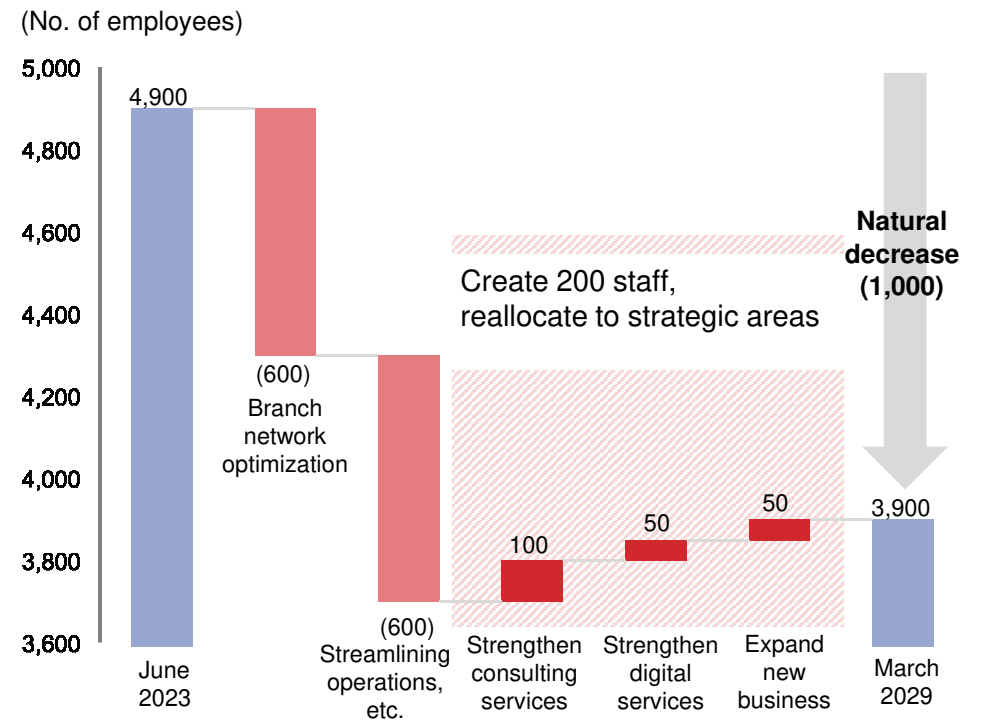 (No. of employees)
5,000
4,800
4,600
4,400
4,200
4,000
3,800
3,600
4,900
(600)
Branch
network
optimization
(600)
Streamlining
operations,
etc.
Create 200 staff,
reallocate to strategic areas
100
Strengthen
consulting
services
50
Strengthen
digital
services
50
Expand
new
business
Natural
decrease
(1,000)
3,900
June
2023
March
2029